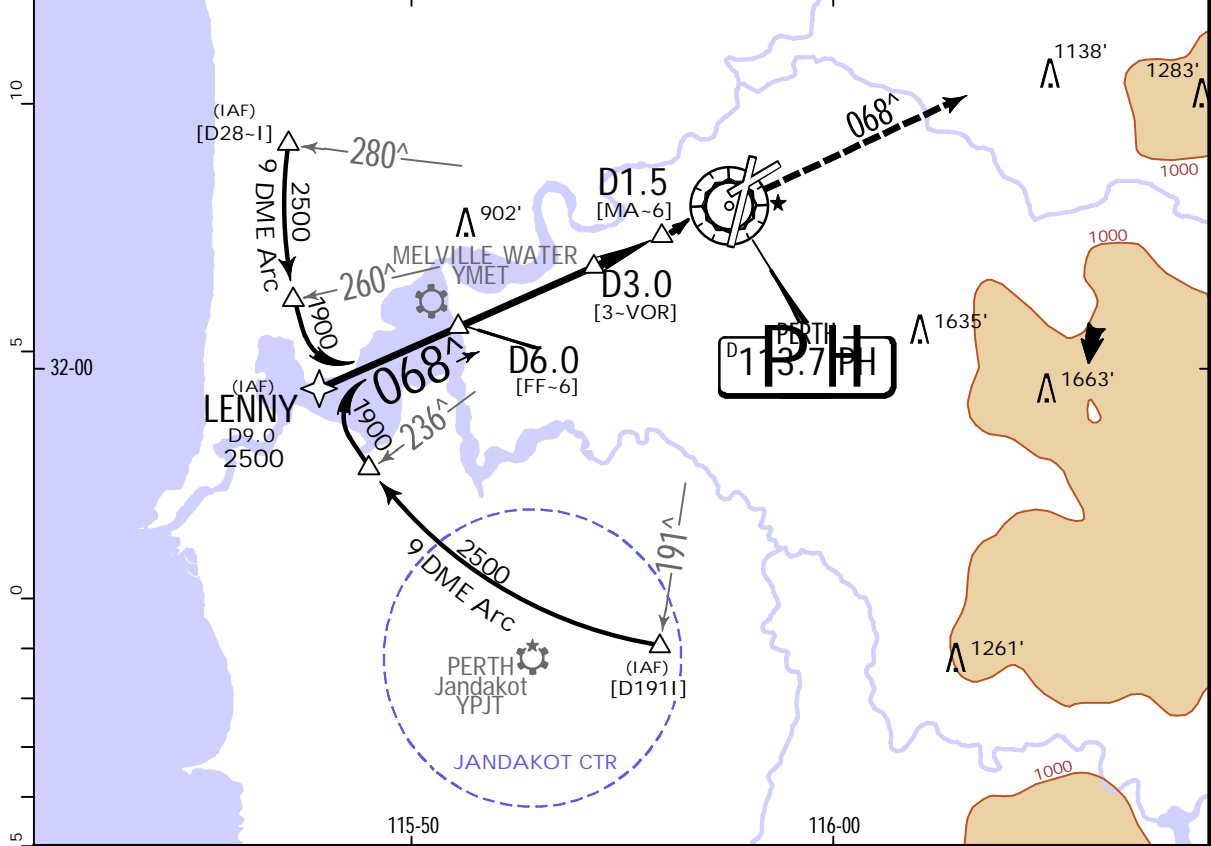 10
1138'
1283'
(IAF)
[D28~I]
280^
068^
1000
9 DME Arc
2500
D1.5
[MA~6]
902'
MELVILLE WATER
YMET
260^
1000
D3.0
[3~VOR]
1900
PERTH
D 113.7 PH
PH
1635'
5
32-00
D6.0
[FF~6]
068^
1663'
(IAF)
LENNY
D9.0
2500
1900
236^
191^
2500
9 DME Arc
0
PERTH
Jandakot
YPJT
(IAF)
[D191I]
1261'
JANDAKOT CTR
1000
5
115-50
116-00